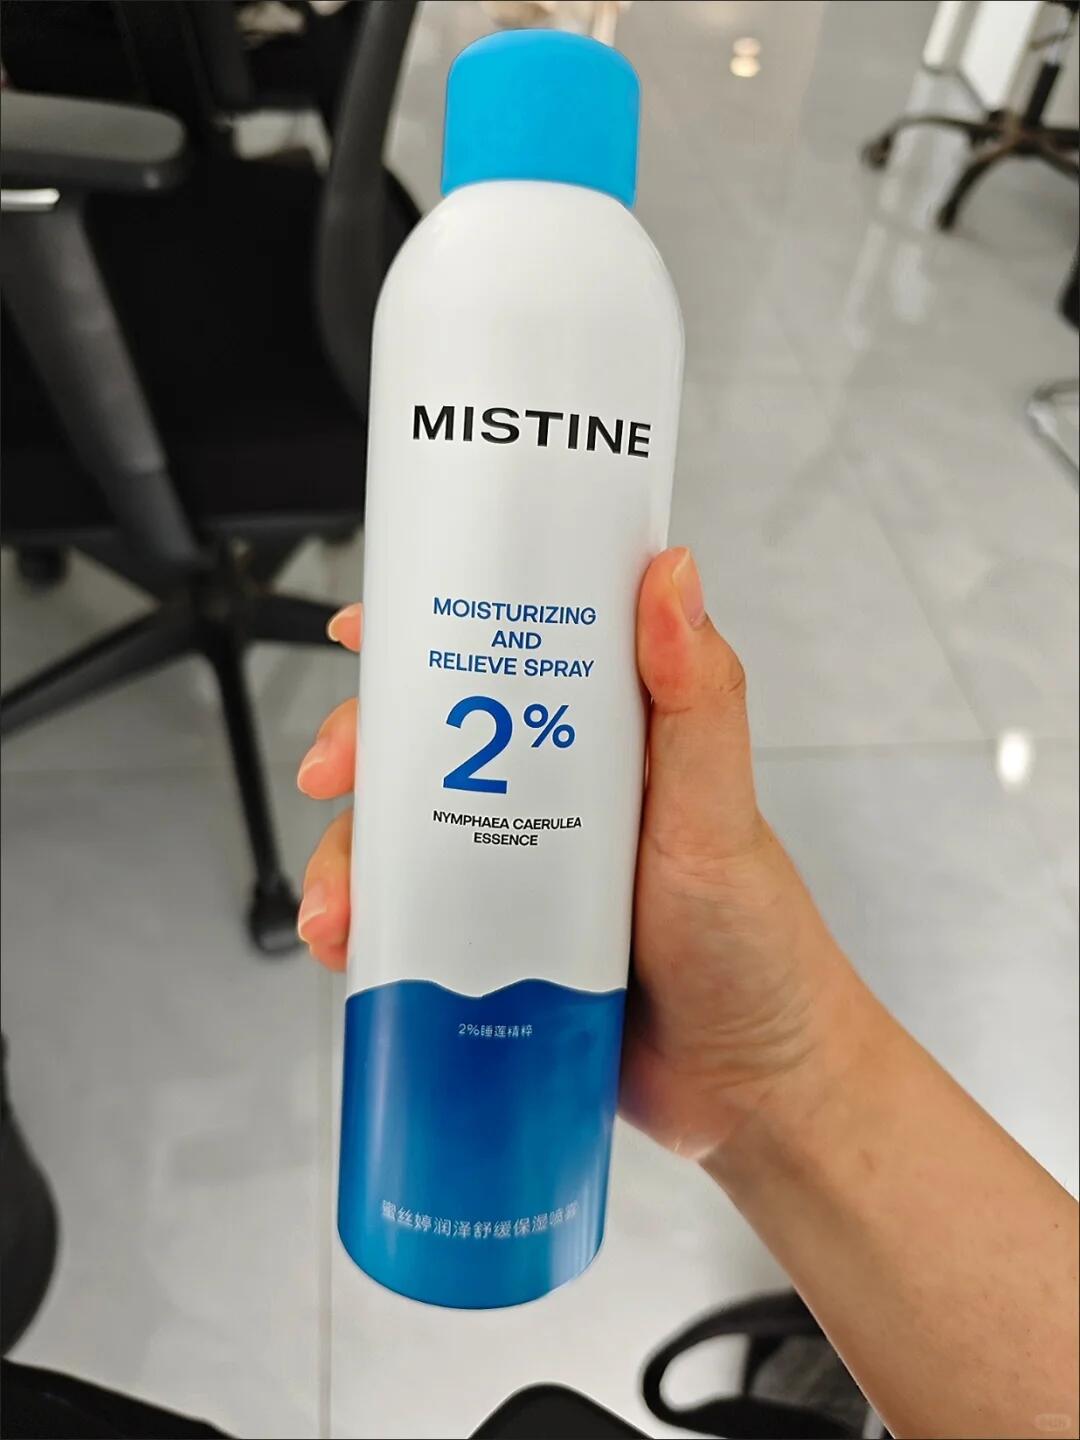 MISTINE
MOISTURIZING
AND
RELIEVE SPRAY
2%
NYMPHAEA CAERULEA
ESSENCE
2%睡莲精粹
蜜丝婷润泽舒缓保湿喷雾